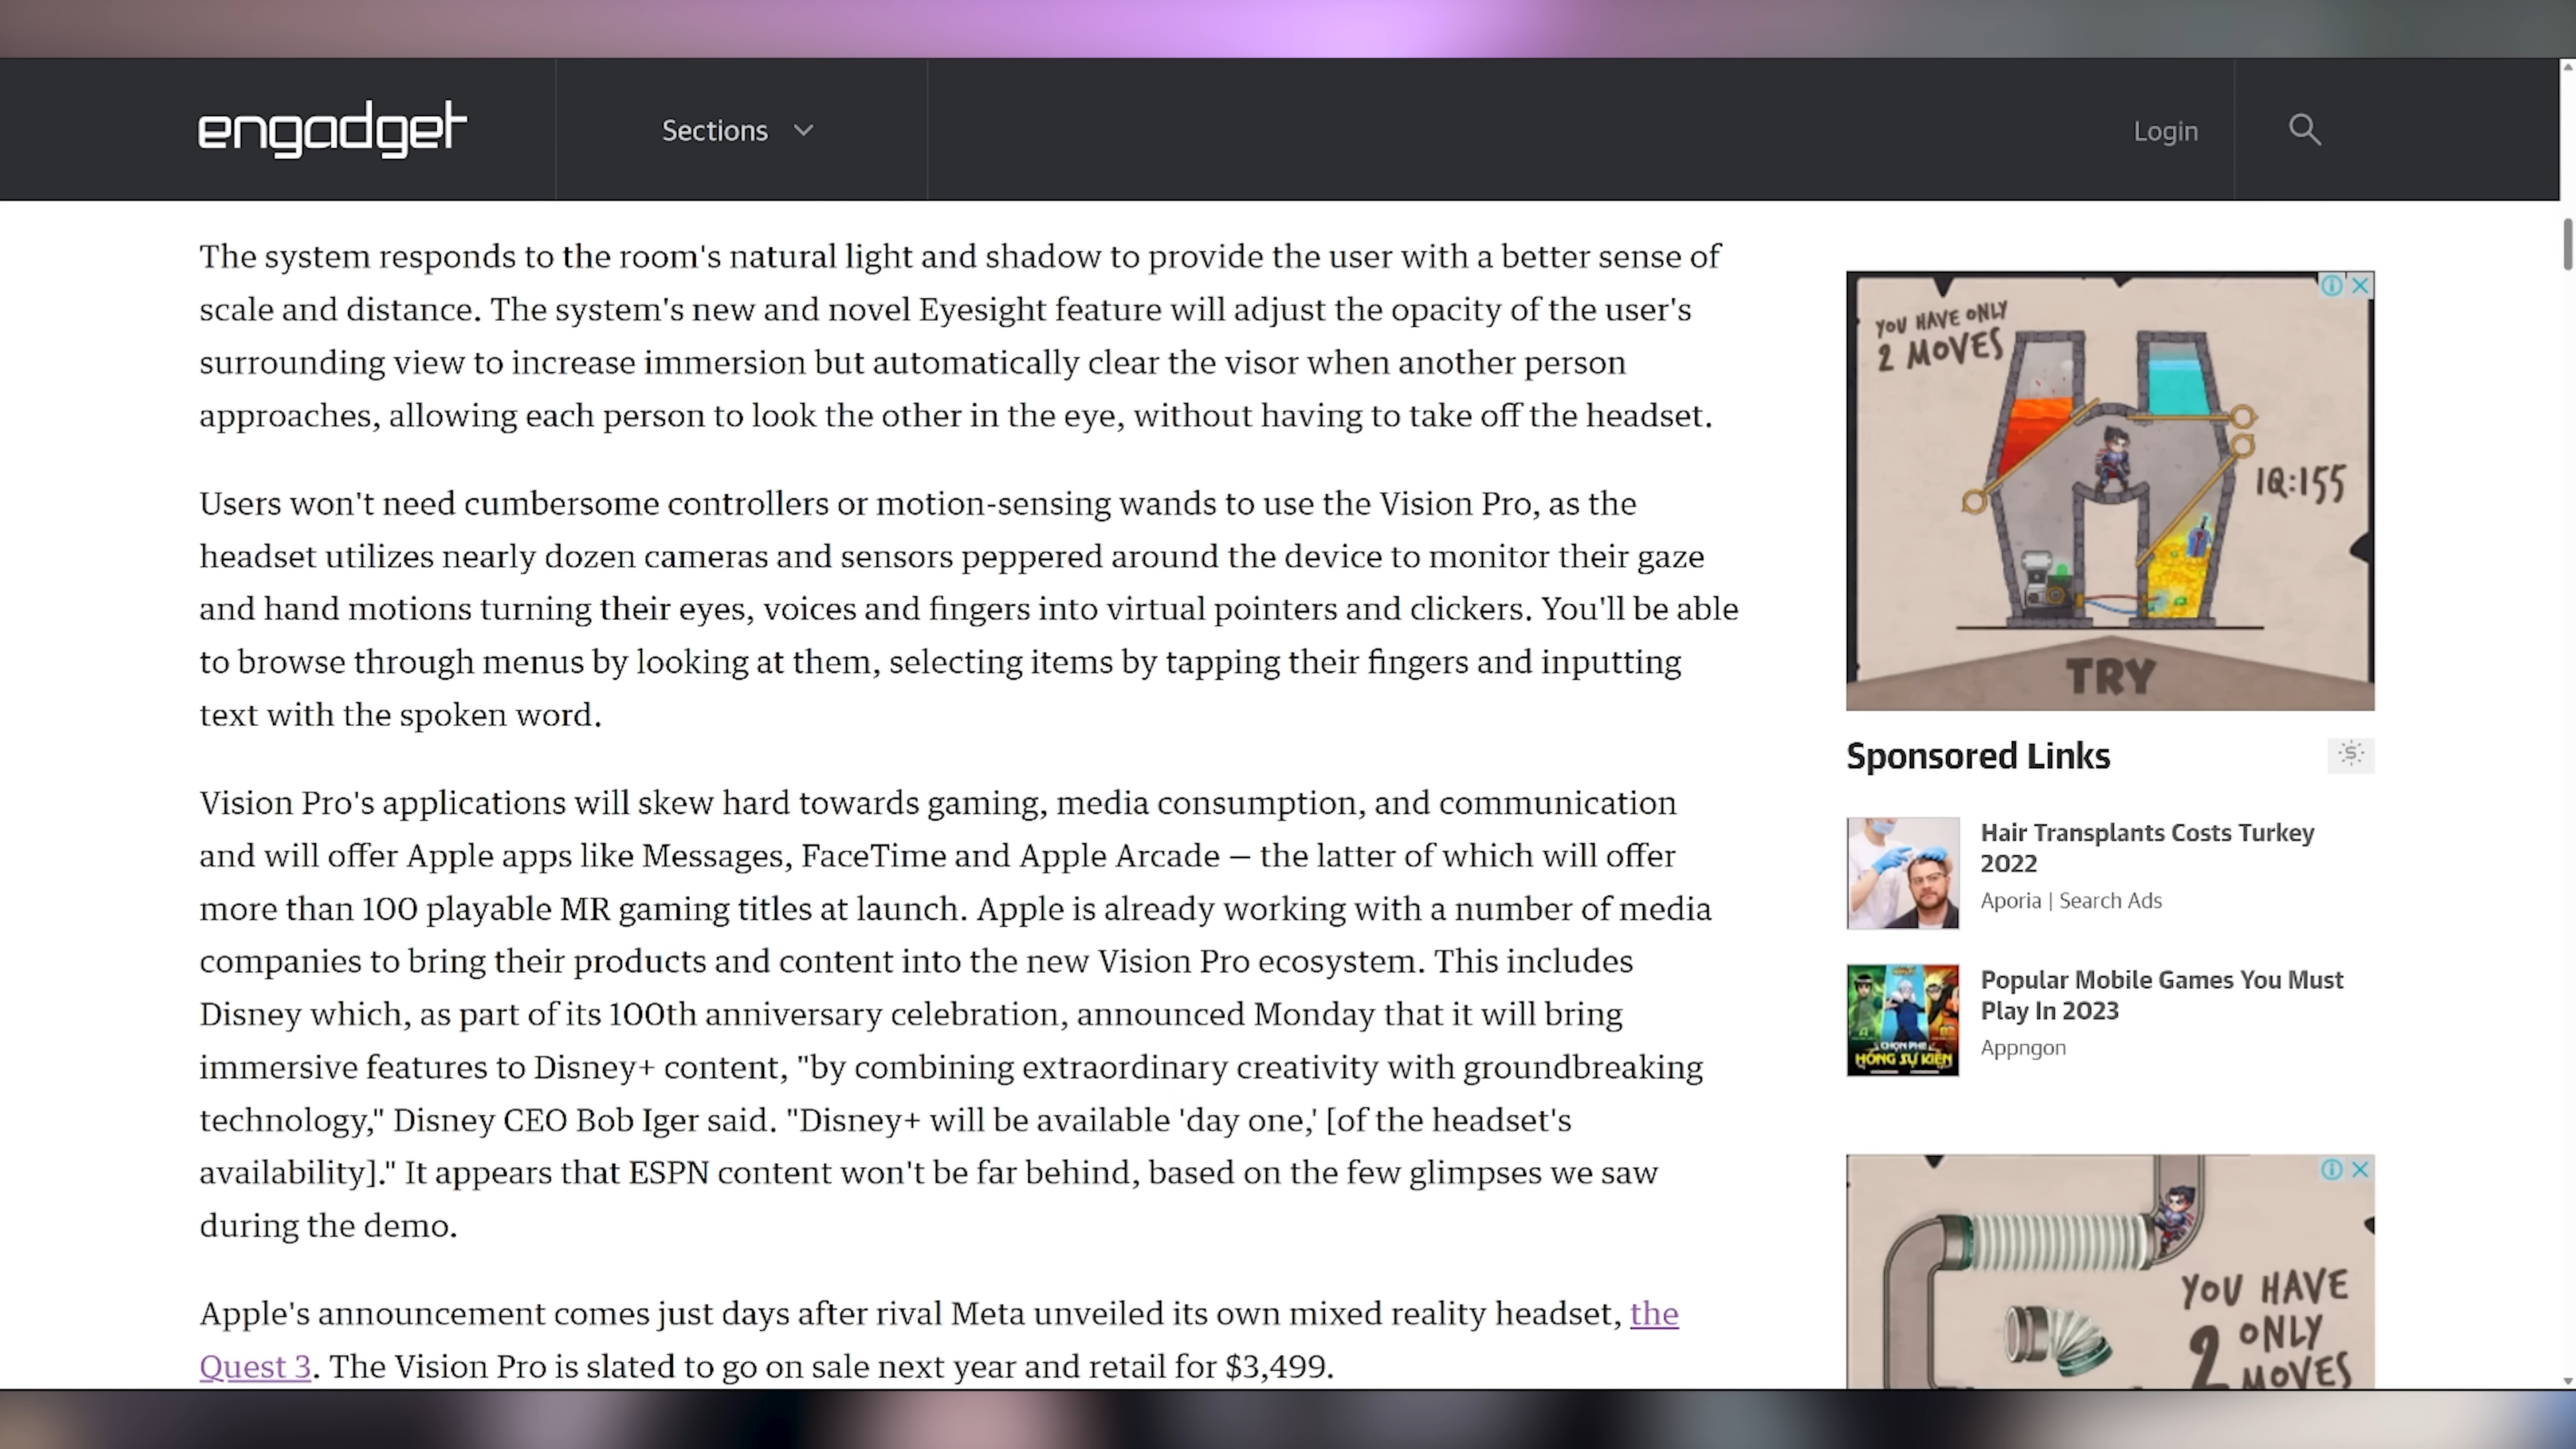 engadget
Sections
Login
The system responds to the room's natural light and shadow to provide the user with a better sense of
scale and distance. The system's new and novel Eyesight feature will adjust the opacity of the user's
surrounding view to increase immersion but automatically clear the visor when another person
approaches, allowing each person to look the other in the eye, without having to take off the headset.
Users won't need cumbersome controllers or motion-sensing wands to use the Vision Pro, as the
headset utilizes nearly dozen cameras and sensors peppered around the device to monitor their gaze
and hand motions turning their eyes, voices and fingers into virtual pointers and clickers. You'll be able
to browse through menus by looking at them, selecting items by tapping their fingers and inputting
text with the spoken word.
Vision Pro's applications will skew hard towards gaming, media consumption, and communication
and will offer Apple apps like Messages, FaceTime and Apple Arcade — the latter of which will offer
more than 100 playable MR gaming titles at launch. Apple is already working with a number of media
companies to bring their products and content into the new Vision Pro ecosystem. This includes
Disney which, as part of its 100th anniversary celebration, announced Monday that it will bring
immersive features to Disney+ content, "by combining extraordinary creativity with groundbreaking
technology," Disney CEO Bob Iger said. "Disney+ will be available 'day one,' [of the headset's
availability]." It appears that ESPN content won't be far behind, based on the few glimpses we saw
during the demo.
Apple's announcement comes just days after rival Meta unveiled its own mixed reality headset, the
Quest 3. The Vision Pro is slated to go on sale next year and retail for $3,499.
YOU HAVE ONLY
2 MOVES
IQ:155
TRY
Sponsored Links
Hair Transplants Costs Turkey
2022
Aporia | Search Ads
CHỌN PHE
HÓNG SỰ KIỆN
Popular Mobile Games You Must
Play In 2023
Appngon
YOU HAVE
2 ONLY
MOVES